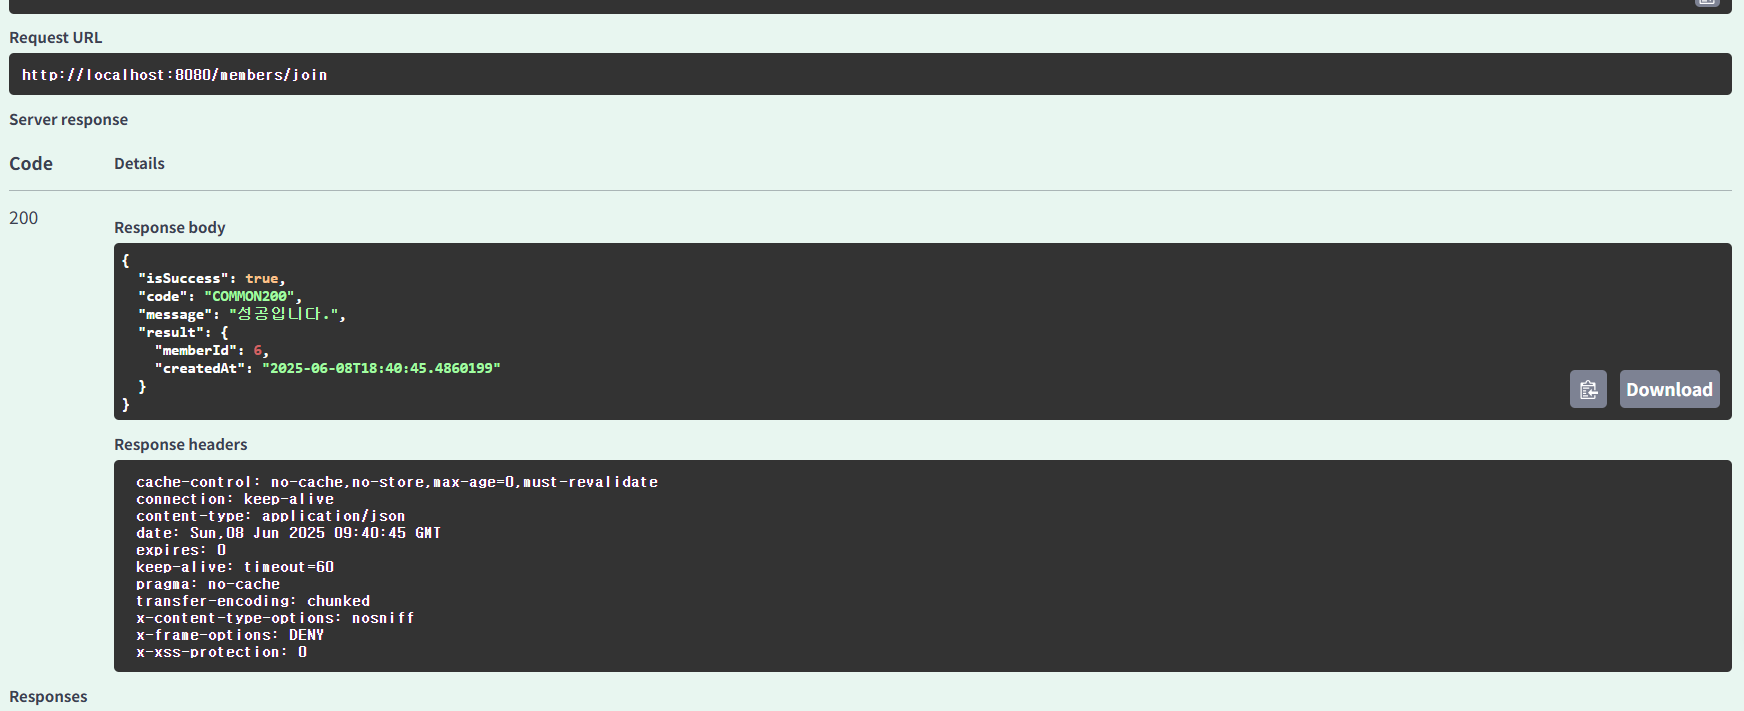 Request URL
http://localhost:8080/members/join
Server response
Code Details
200
Response body
{
  "isSuccess": true,
  "code": "COMMON200",
  "message": "성공입니다.",
  "result": {
    "memberId": 6,
    "createdAt": "2025-06-08T18:40:45.4860199"
  }
}
Download
Response headers
cache-control: no-cache,no-store,max-age=0,must-revalidate
connection: keep-alive
content-type: application/json
date: Sun,08 Jun 2025 09:40:45 GMT
expires: 0
keep-alive: timeout=60
pragma: no-cache
transfer-encoding: chunked
x-content-type-options: nosniff
x-frame-options: DENY
x-xss-protection: 0
Responses